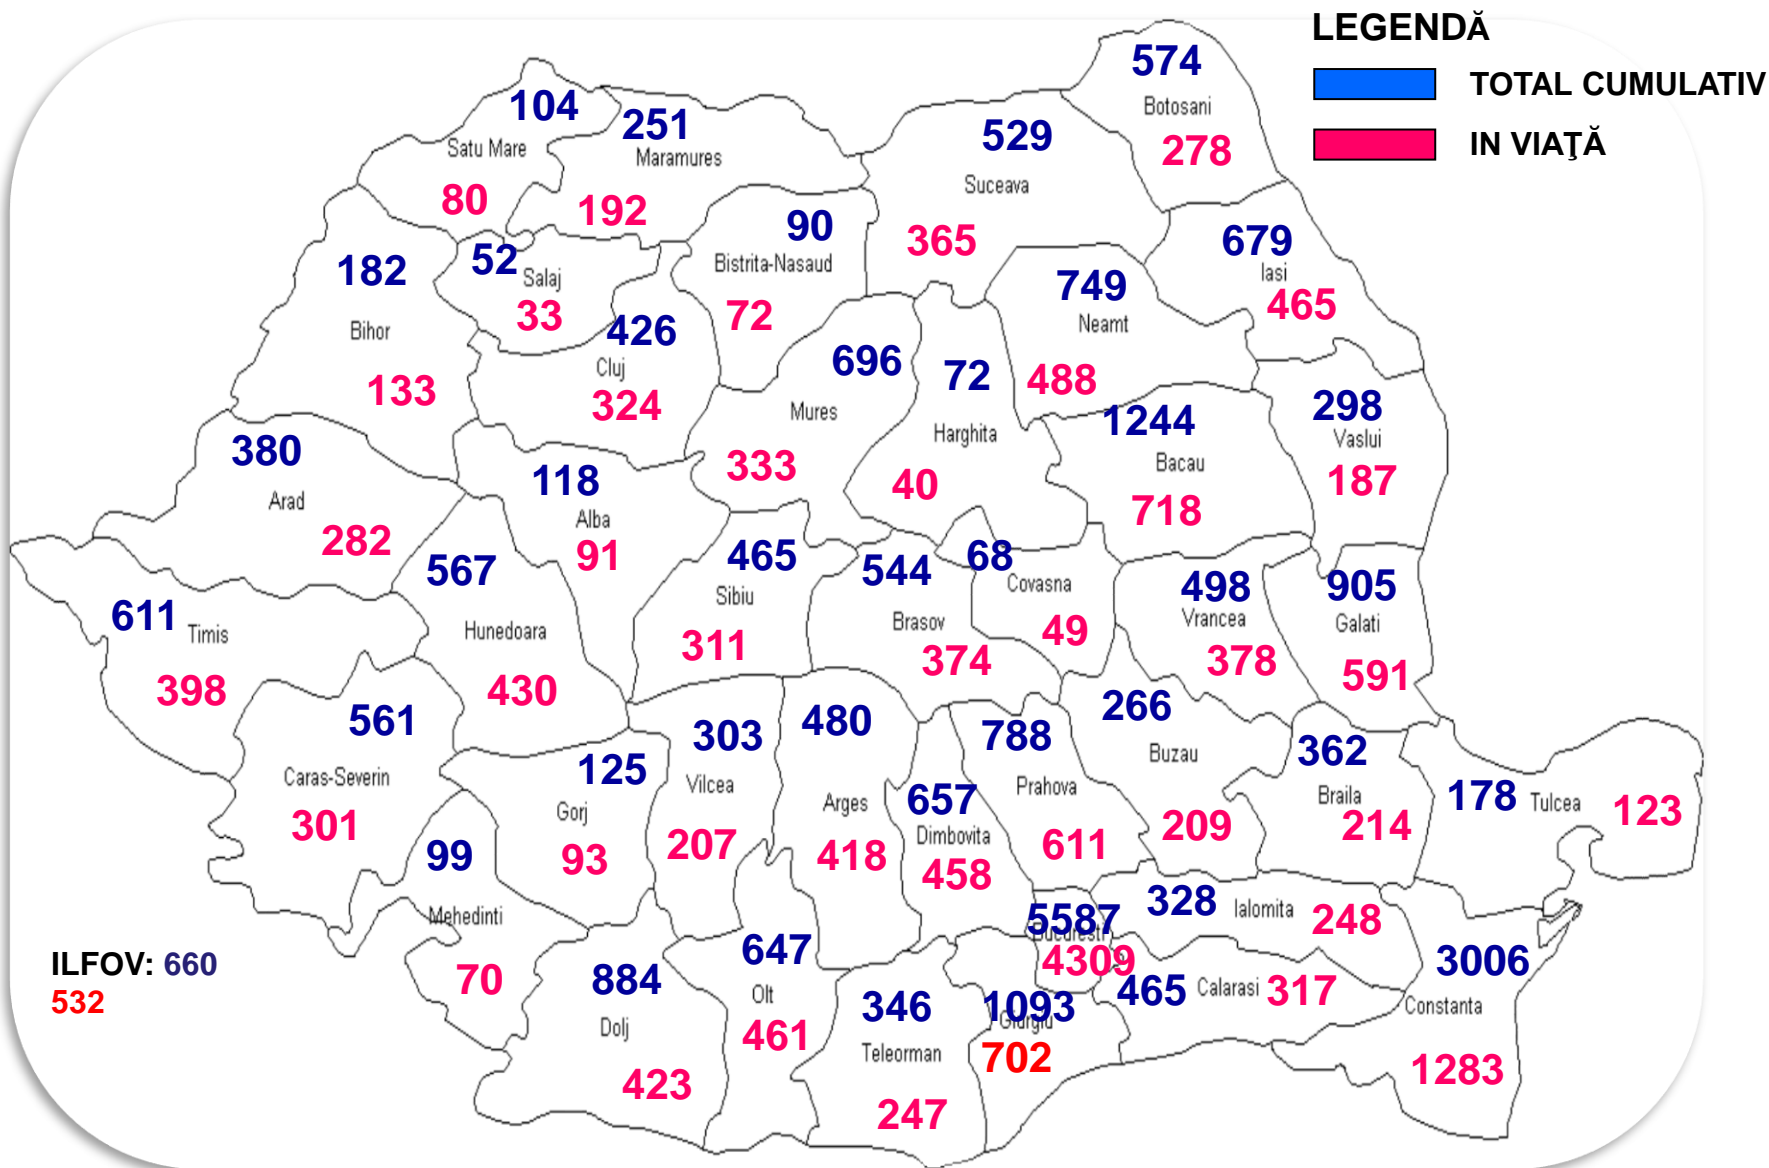 LEGENDĂ
TOTAL CUMULATIV
IN VIAŢĂ
574
Botosani
278
104
Satu Mare
80
251
Maramures
192
529
Suceava
365
90
Bistrita-Nasaud
72
679
Iasi
465
182
Bihor
133
52
Salaj
33
426
Cluj
324
749
Neamt
488
696
Mures
333
72
Harghita
40
1244
Bacau
718
298
Vaslui
187
380
Arad
282
118
Alba
91
567
Hunedoara
430
465
Sibiu
311
544
Brasov
374
68
Covasna
49
498
Vrancea
378
905
Galati
591
611 Timis
398
561
Caras-Severin
301
125
Gorj
93
303
Vilcea
207
480
Arges
418
657
Dimbovita
458
788
Prahova
611
266
Buzau
209
362
Braila
214
178 Tulcea 123
99
Mehedinti
70
5587
Bucuresti
4309
328 Ialomita 248
465 Calarasi 317
3006
Constanta
1283
884
Dolj
423
647
Olt
461
346
Teleorman
247
1093
Giurgiu
702
ILFOV: 660
532